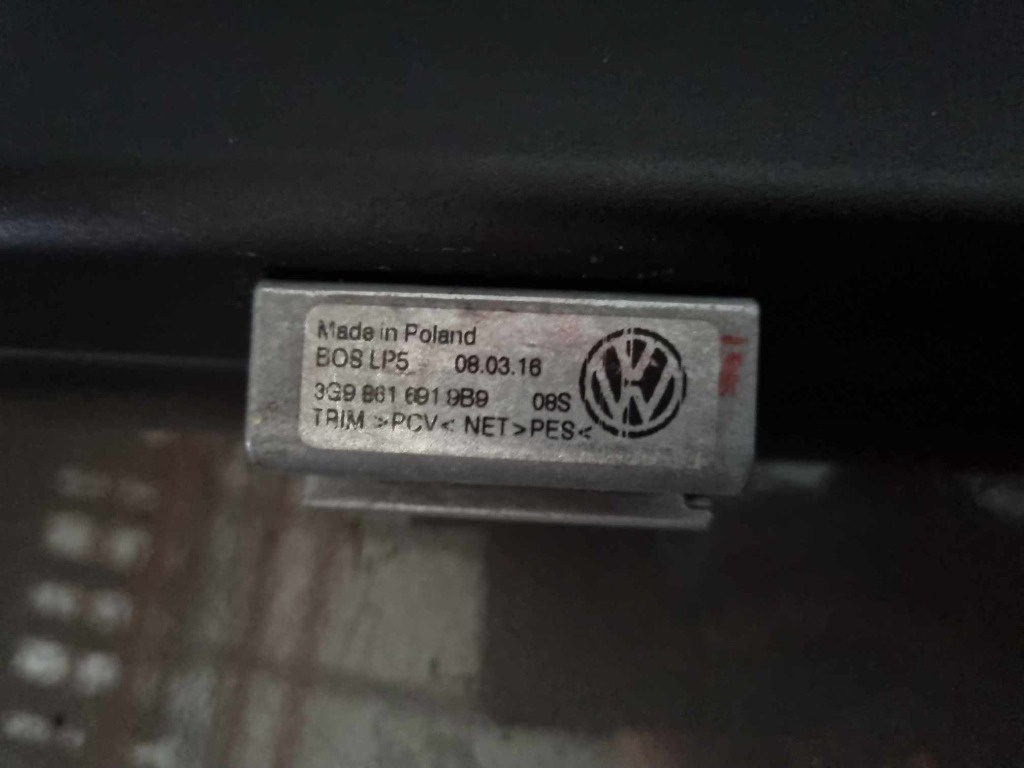 Made in Poland
BOS LP5 08.03.16
3G9 861 691 9B9 08S
TRIM >PCV< NET >PES<